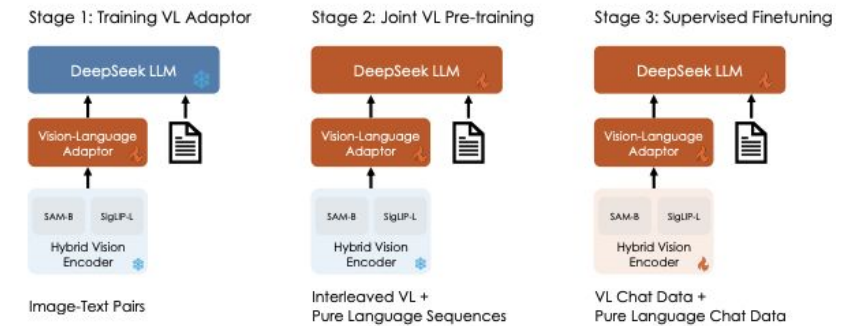 Stage 1: Training VL Adaptor
DeepSeek LLM
Vision-Language
Adaptor
SAM-B
SigLIP-L
Hybrid Vision
Encoder
Image-Text Pairs
Stage 2: Joint VL Pre-training
DeepSeek LLM
Vision-Language
Adaptor
SAM-B
SigLIP-L
Hybrid Vision
Encoder
Interleaved VL +
Pure Language Sequences
Stage 3: Supervised Finetuning
DeepSeek LLM
Vision-Language
Adaptor
SAM-B
SigLIP-L
Hybrid Vision
Encoder
VL Chat Data +
Pure Language Chat Data